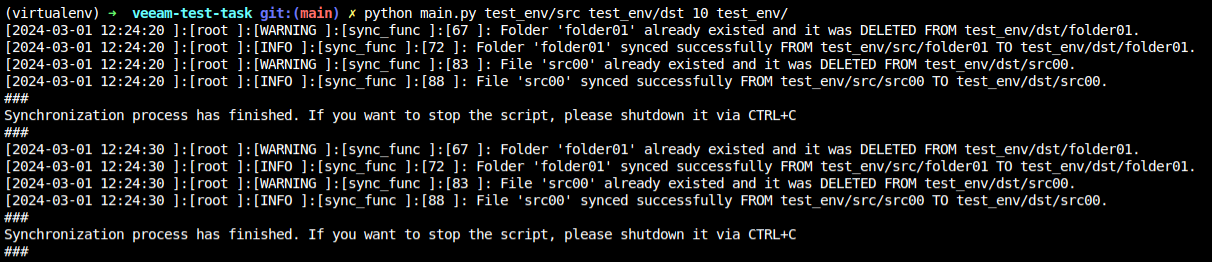 (virtualenv) → veeam-test-task git:(main) ✗ python main.py test_env/src test_env/dst 10 test_env/
[2024-03-01 12:24:20 ]:[root ]:[WARNING ]:[sync_func ]:[67 ]: Folder 'folder01' already existed and it was DELETED FROM test_env/dst/folder01.
[2024-03-01 12:24:20 ]:[root ]:[INFO ]:[sync_func ]:[72 ]: Folder 'folder01' synced successfully FROM test_env/src/folder01 TO test_env/dst/folder01.
[2024-03-01 12:24:20 ]:[root ]:[WARNING ]:[sync_func ]:[83 ]: File 'src00' already existed and it was DELETED FROM test_env/dst/src00.
[2024-03-01 12:24:20 ]:[root ]:[INFO ]:[sync_func ]:[88 ]: File 'src00' synced successfully FROM test_env/src/src00 TO test_env/dst/src00.
###
Synchronization process has finished. If you want to stop the script, please shutdown it via CTRL+C
###
[2024-03-01 12:24:30 ]:[root ]:[WARNING ]:[sync_func ]:[67 ]: Folder 'folder01' already existed and it was DELETED FROM test_env/dst/folder01.
[2024-03-01 12:24:30 ]:[root ]:[INFO ]:[sync_func ]:[72 ]: Folder 'folder01' synced successfully FROM test_env/src/folder01 TO test_env/dst/folder01.
[2024-03-01 12:24:30 ]:[root ]:[WARNING ]:[sync_func ]:[83 ]: File 'src00' already existed and it was DELETED FROM test_env/dst/src00.
[2024-03-01 12:24:30 ]:[root ]:[INFO ]:[sync_func ]:[88 ]: File 'src00' synced successfully FROM test_env/src/src00 TO test_env/dst/src00.
###
Synchronization process has finished. If you want to stop the script, please shutdown it via CTRL+C
###